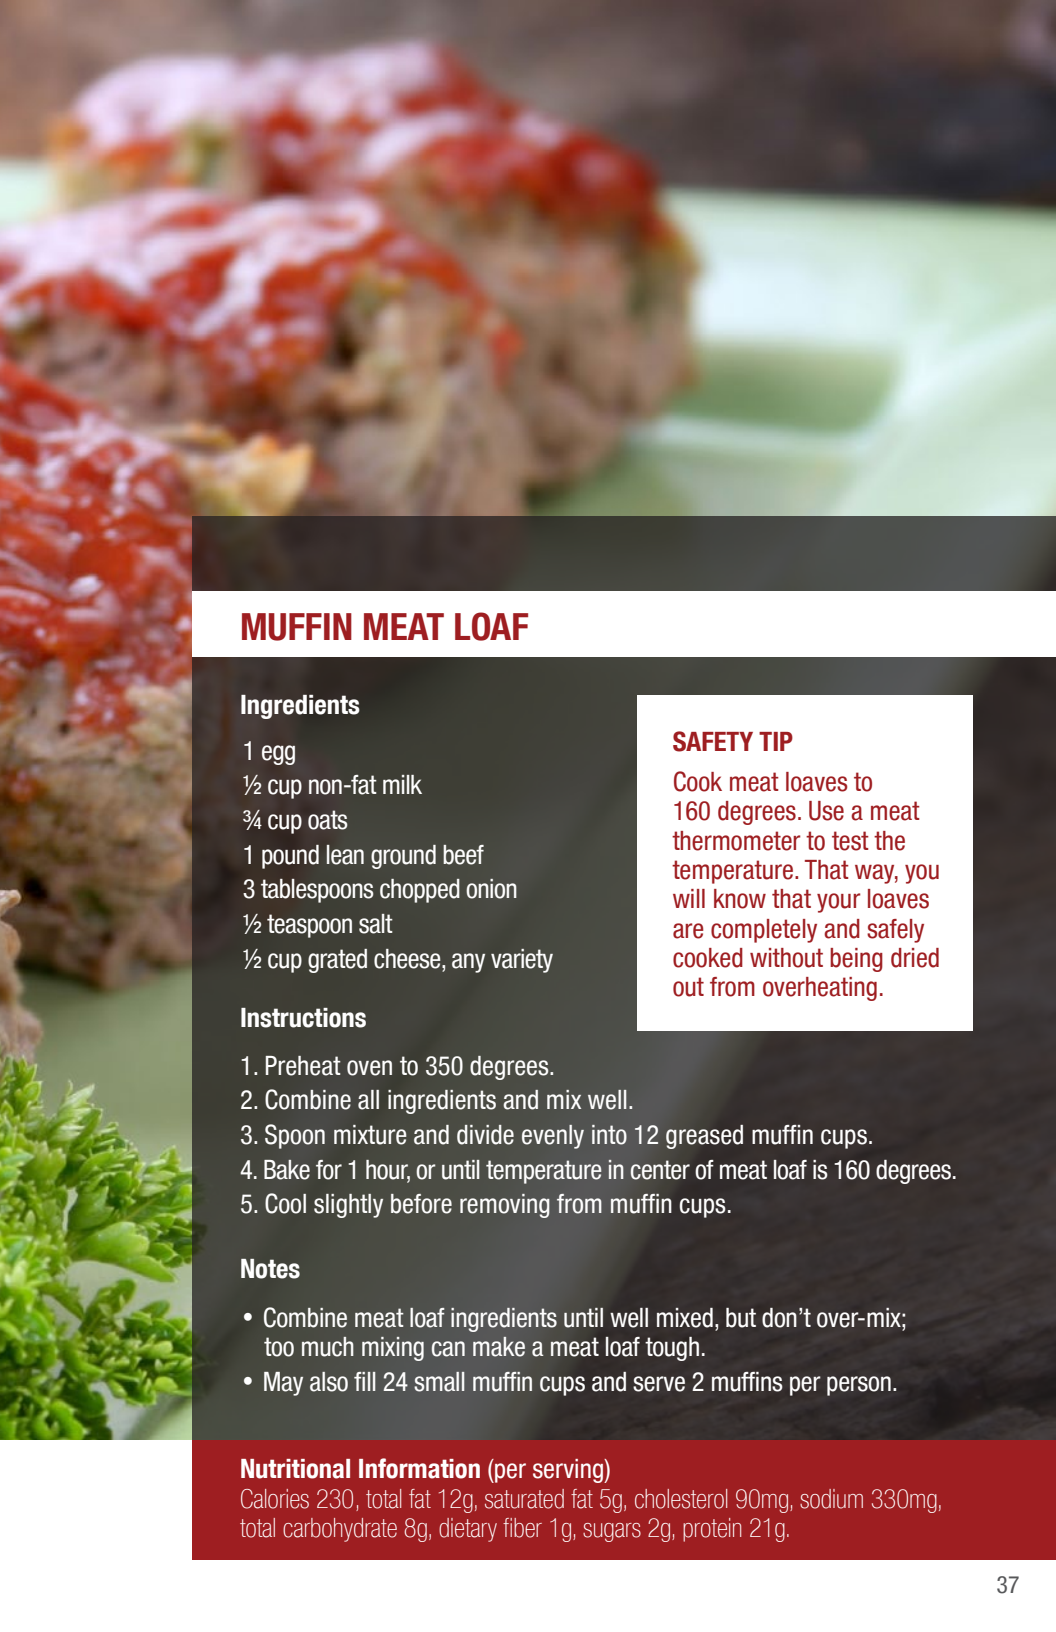 MUFFIN MEAT LOAF
Ingredients
1 egg
½ cup non-fat milk
¾ cup oats
1 pound lean ground beef
3 tablespoons chopped onion
½ teaspoon salt
½ cup grated cheese, any variety
SAFETY TIP
Cook meat loaves to
160 degrees. Use a meat
thermometer to test the
temperature. That way, you
will know that your loaves
are completely and safely
cooked without being dried
out from overheating.
Instructions
1. Preheat oven to 350 degrees.
2. Combine all ingredients and mix well.
3. Spoon mixture and divide evenly into 12 greased muffin cups.
4. Bake for 1 hour, or until temperature in center of meat loaf is 160 degrees.
5. Cool slightly before removing from muffin cups.
Notes
• Combine meat loaf ingredients until well mixed, but don’t over-mix;
too much mixing can make a meat loaf tough.
• May also fill 24 small muffin cups and serve 2 muffins per person.
Nutritional Information (per serving)
Calories 230, total fat 12g, saturated fat 5g, cholesterol 90mg, sodium 330mg,
total carbohydrate 8g, dietary fiber 1g, sugars 2g, protein 21g.
37